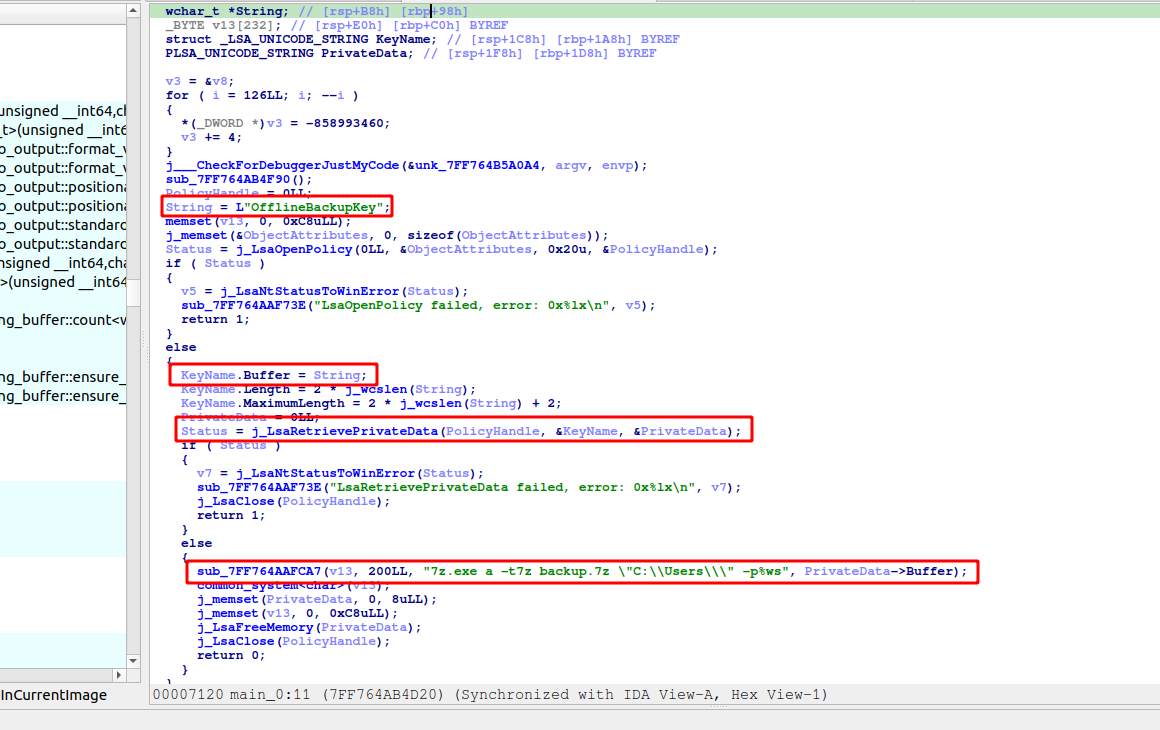 wchar_t *String; // [rsp+B8h] [rbp+98h]
_BYTE v13[232]; // [rsp+E0h] [rbp+C0h] BYREF
struct _LSA_UNICODE_STRING KeyName; // [rsp+1C8h] [rbp+1A8h] BYREF
PLSA_UNICODE_STRING PrivateData; // [rsp+1F8h] [rbp+1D8h] BYREF
v3 = &v8;
for ( i = 126LL; i; --i )
{
*(_DWORD *)v3 = -858993460;
v3 += 4;
}
j___CheckForDebuggerJustMyCode(&unk_7FF764B5A0A4, argv, envp);
sub_7FF764AB4F90();
PolicyHandle = 0LL;
String = L"OfflineBackupKey";
memset(v13, 0, 0xC8uLL);
j_memset(&ObjectAttributes, 0, sizeof(ObjectAttributes));
Status = j_LsaOpenPolicy(0LL, &ObjectAttributes, 0x20u, &PolicyHandle);
if ( Status )
{
v5 = j_LsaNtStatusToWinError(Status);
sub_7FF764AAF73E("LsaOpenPolicy failed, error: 0x%lx\n", v5);
return 1;
}
else
{
KeyName.Buffer = String;
KeyName.Length = 2 * j_wcslen(String);
KeyName.MaximumLength = 2 * j_wcslen(String) + 2;
PrivateData = 0LL;
Status = j_LsaRetrievePrivateData(PolicyHandle, &KeyName, &PrivateData);
if ( Status )
{
v7 = j_LsaNtStatusToWinError(Status);
sub_7FF764AAF73E("LsaRetrievePrivateData failed, error: 0x%lx\n", v7);
j_LsaClose(PolicyHandle);
return 1;
}
else
{
sub_7FF764AAFCA7(v13, 200LL, "7z.exe a -t7z backup.7z \"C:\\Users\\\" -p%ws", PrivateData->Buffer);
common_system<char>(v13);
j_memset(PrivateData, 0, 8uLL);
j_memset(v13, 0, 0xC8uLL);
j_LsaFreeMemory(PrivateData);
j_LsaClose(PolicyHandle);
return 0;
}
}
unsigned __int64,ch
_t>(unsigned __int6
o_output::format_v
o_output::format_v
o_output::positiona
o_output::positiona
o_output::standard
o_output::standard
nsigned __int64,cha
>(unsigned __int64
ng_buffer::count<w
ng_buffer::ensure_
ng_buffer::ensure_
InCurrentImage
00007120 main_0:11 (7FF764AB4D20) (Synchronized with IDA View-A, Hex View-1)